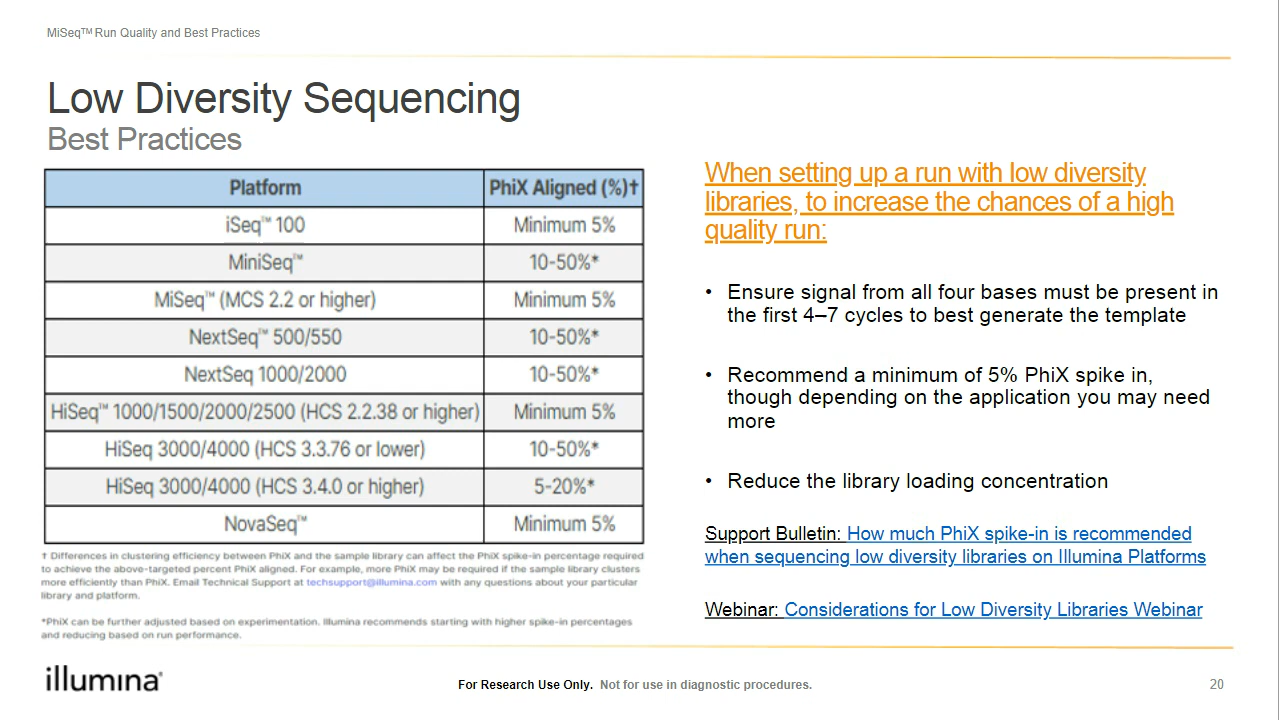 MiSeq™ Run Quality and Best Practices
Low Diversity Sequencing
Best Practices
Platform PhiX Aligned (%)†
iSeq™ 100 Minimum 5%
MiniSeq™ 10-50%*
MiSeq™ (MCS 2.2 or higher) Minimum 5%
NextSeq™ 500/550 10-50%*
NextSeq 1000/2000 10-50%*
HiSeq™ 1000/1500/2000/2500 (HCS 2.2.38 or higher) Minimum 5%
HiSeq 3000/4000 (HCS 3.3.76 or lower) 10-50%*
HiSeq 3000/4000 (HCS 3.4.0 or higher) 5-20%*
NovaSeq™ Minimum 5%
† Differences in clustering efficiency between PhiX and the sample library can affect the PhiX spike-in percentage required
to achieve the above-targeted percent PhiX aligned. For example, more PhiX may be required if the sample library clusters
more efficiently than PhiX. Email Technical Support at techsupport@illumina.com with any questions about your particular
library and platform.
*PhiX can be further adjusted based on experimentation. Illumina recommends starting with higher spike-in percentages
and reducing based on run performance.
When setting up a run with low diversity
libraries, to increase the chances of a high
quality run:
• Ensure signal from all four bases must be present in
the first 4–7 cycles to best generate the template
• Recommend a minimum of 5% PhiX spike in,
though depending on the application you may need
more
• Reduce the library loading concentration
Support Bulletin: How much PhiX spike-in is recommended
when sequencing low diversity libraries on Illumina Platforms
Webinar: Considerations for Low Diversity Libraries Webinar
illumina®
For Research Use Only. Not for use in diagnostic procedures.
20